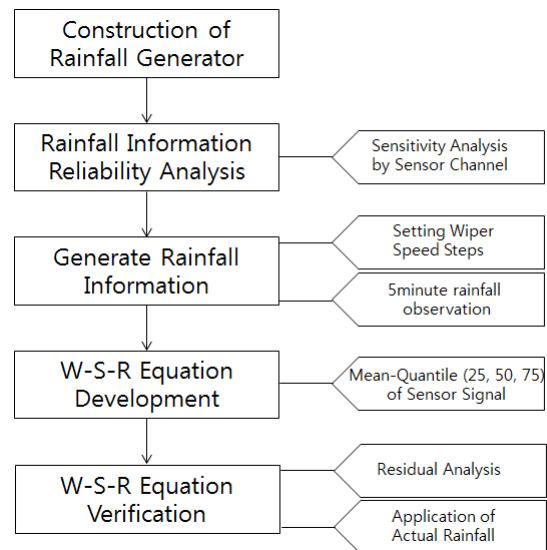 Construction of
Rainfall Generator
Rainfall Information
Reliability Analysis
Sensitivity Analysis
by Sensor Channel
Generate Rainfall
Information
Setting Wiper
Speed Steps
5minute rainfall
observation
W-S-R Equation
Development
Mean-Quantile (25, 50, 75)
of Sensor Signal
W-S-R Equation
Verification
Residual Analysis
Application of
Actual Rainfall